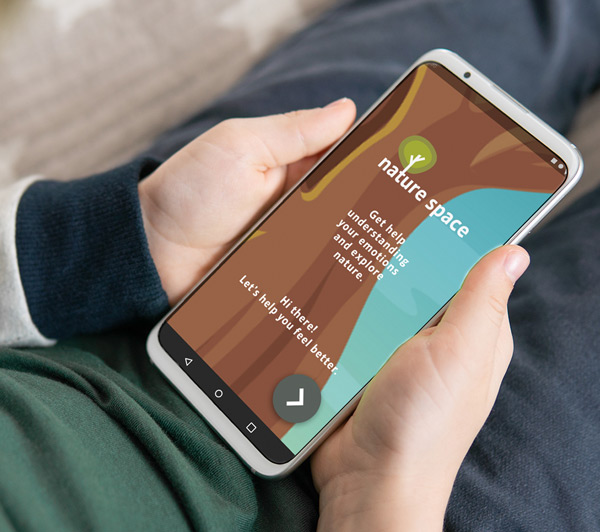 nature space
Get help
understanding
your emotions
and explore
nature.
Hi there!
Let's help you feel better.